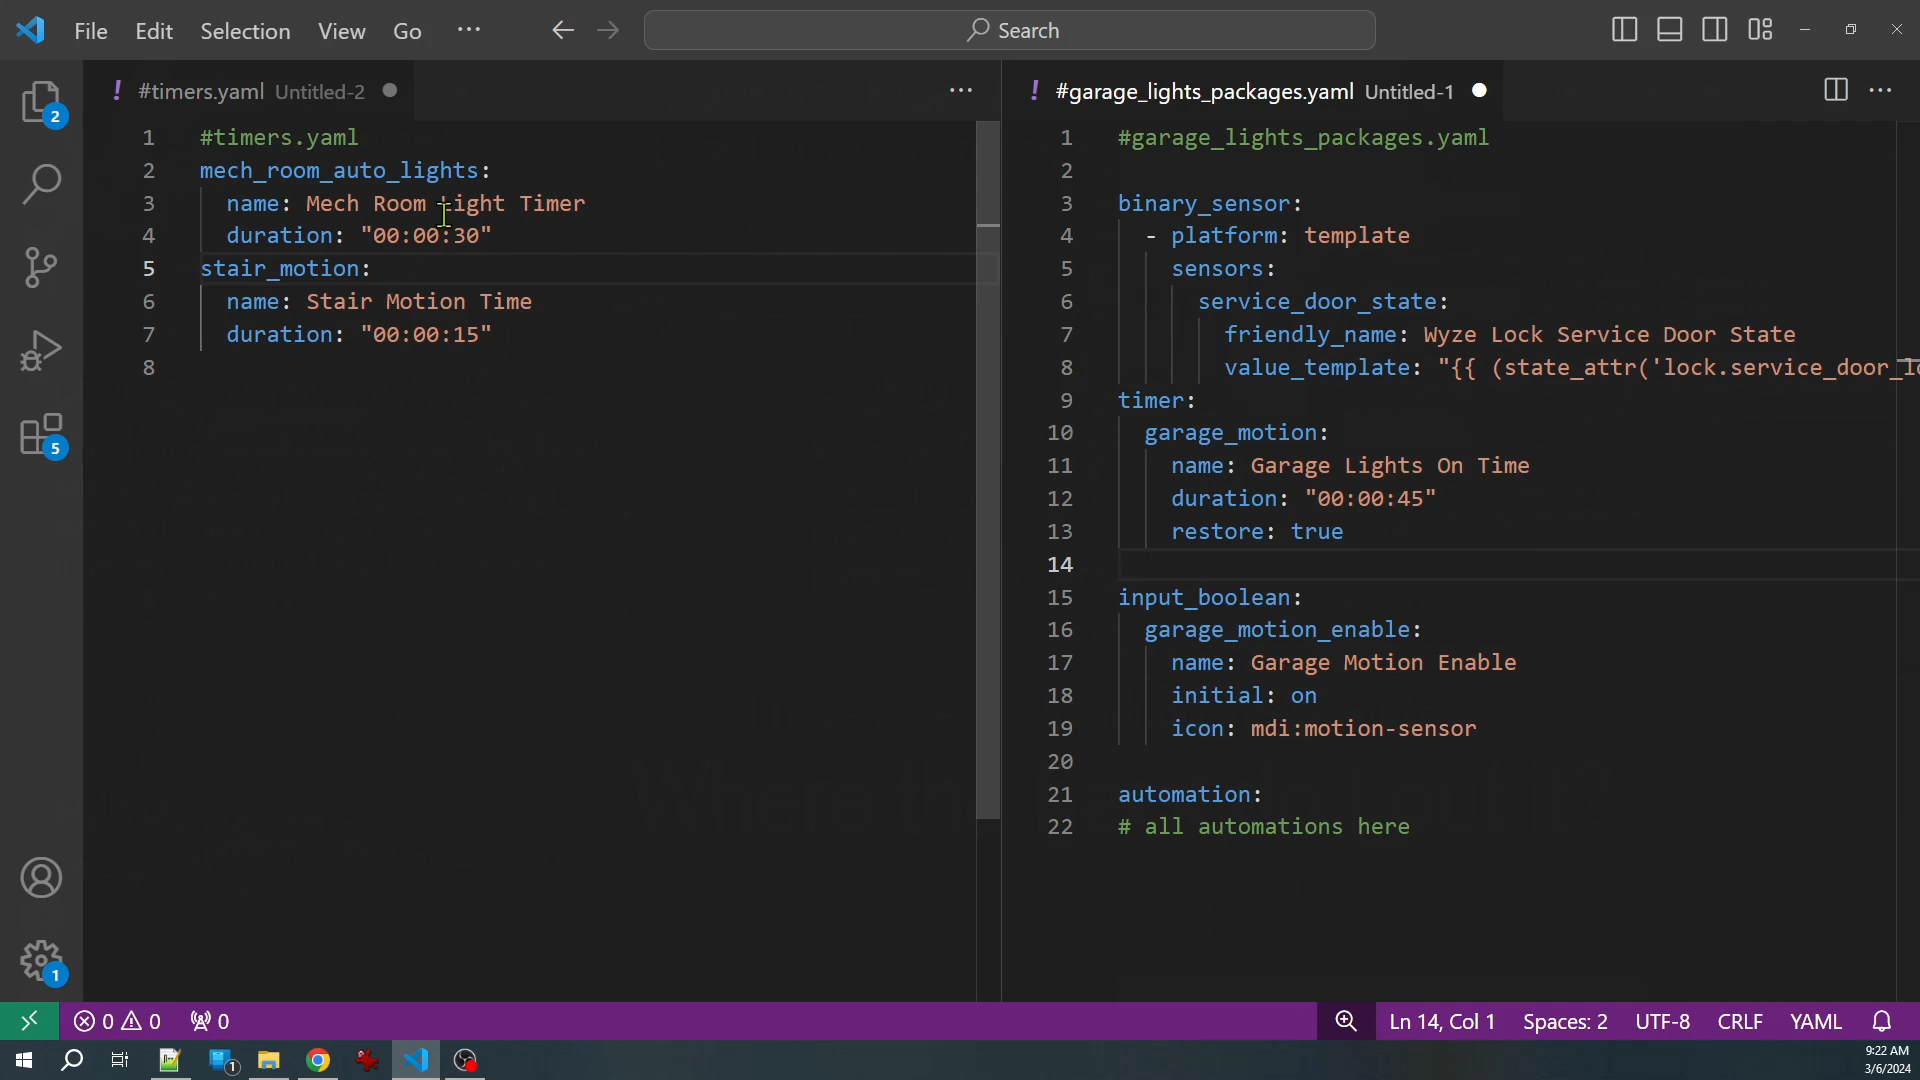 File Edit Selection View Go ··· Search
! #timers.yaml Untitled-2
1 #timers.yaml
2 mech_room_auto_lights:
3 name: Mech Room Light Timer
4 duration: "00:00:30"
5 stair_motion:
6 name: Stair Motion Time
7 duration: "00:00:15"
8
! #garage_lights_packages.yaml Untitled-1
1 #garage_lights_packages.yaml
2
3 binary_sensor:
4 - platform: template
5 sensors:
6 service_door_state:
7 friendly_name: Wyze Lock Service Door State
8 value_template: "{{ (state_attr('lock.service_door_lo
9 timer:
10 garage_motion:
11 name: Garage Lights On Time
12 duration: "00:00:45"
13 restore: true
14
15 input_boolean:
16 garage_motion_enable:
17 name: Garage Motion Enable
18 initial: on
19 icon: mdi:motion-sensor
20
21 automation:
22 # all automations here
2
5
1
0 0 0
Ln 14, Col 1 Spaces: 2 UTF-8 CRLF YAML
1
9:22 AM
3/6/2024